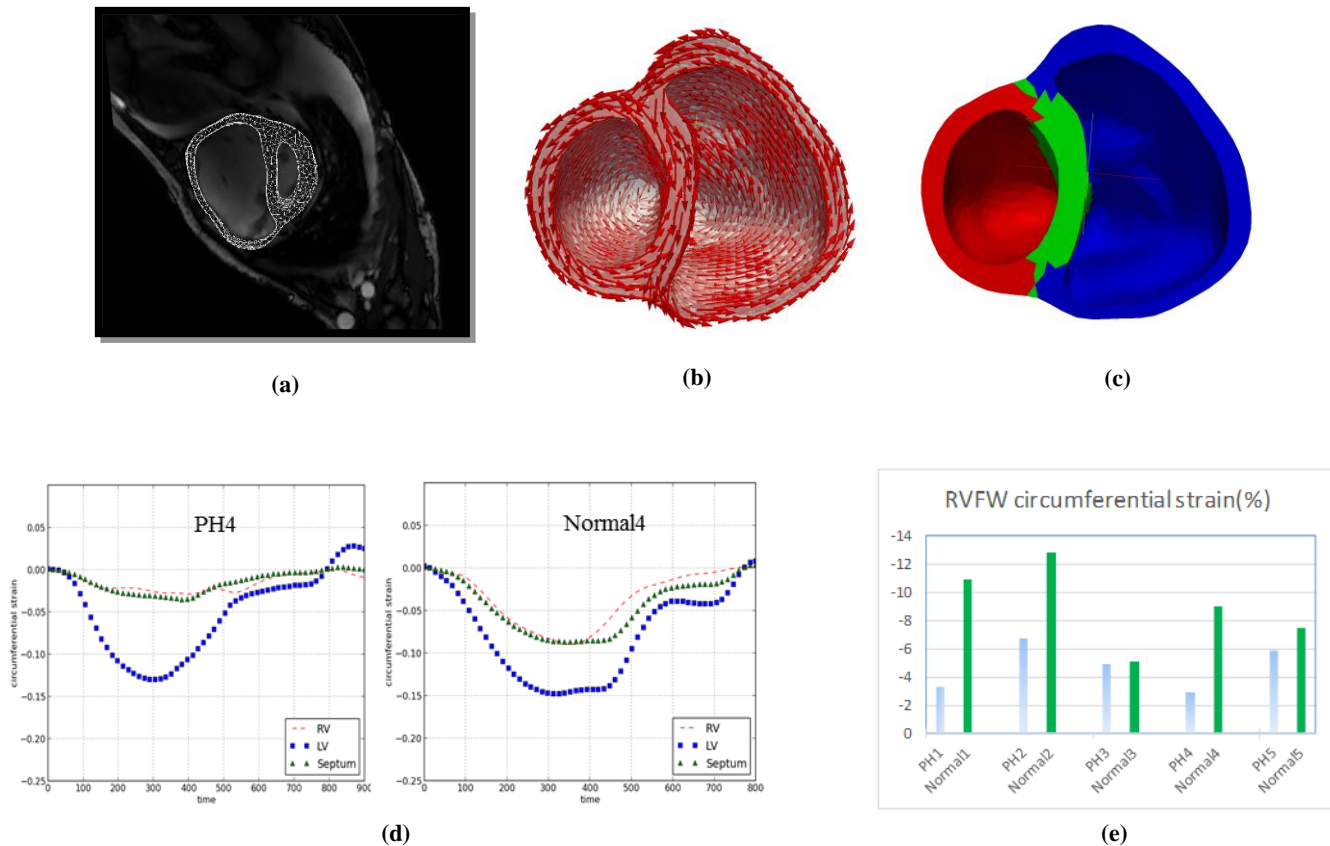 (a)
(b)
(c)
PH4
0.05
0.00
−0.05
−0.10
−0.15
−0.20
−0.25
circumferential strain
RV
LV
Septum
0 100 200 300 400 500 600 700 800 900
time
Normal4
0.05
0.00
−0.05
−0.10
−0.15
−0.20
−0.25
circumferential strain
RV
LV
Septum
0 100 200 300 400 500 600 700 800
time
(d)
RVFW circumferential strain(%)
-14
-12
-10
-8
-6
-4
-2
0
PH1
Normal1
PH2
Normal2
PH3
Normal3
PH4
Normal4
PH5
Normal5
(e)